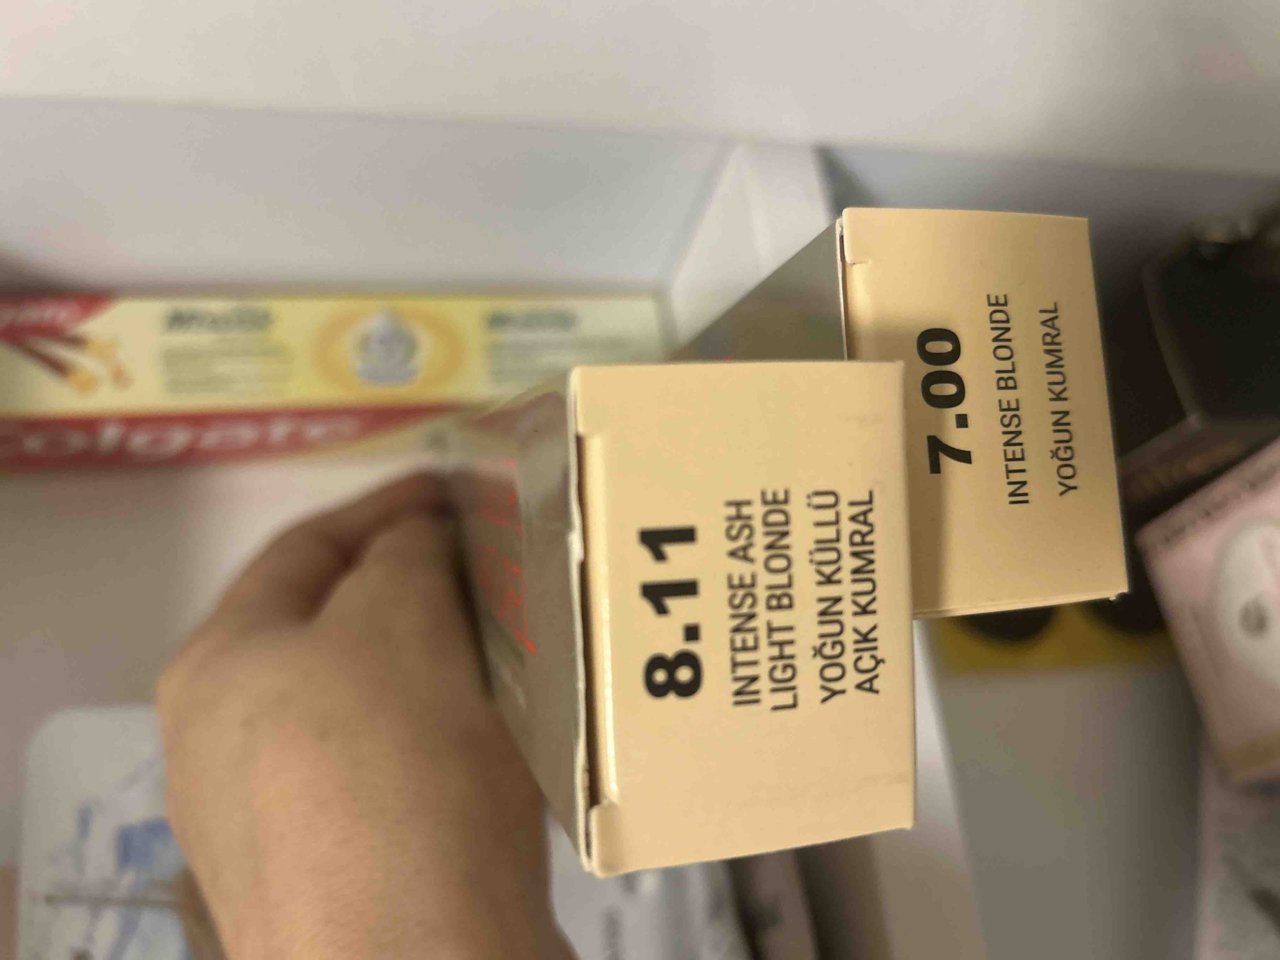 8.11
INTENSE ASH
LIGHT BLONDE
YOĞUN KÜLLÜ
AÇIK KUMRAL
7.00
INTENSE BLONDE
YOĞUN KUMRAL
Colgate